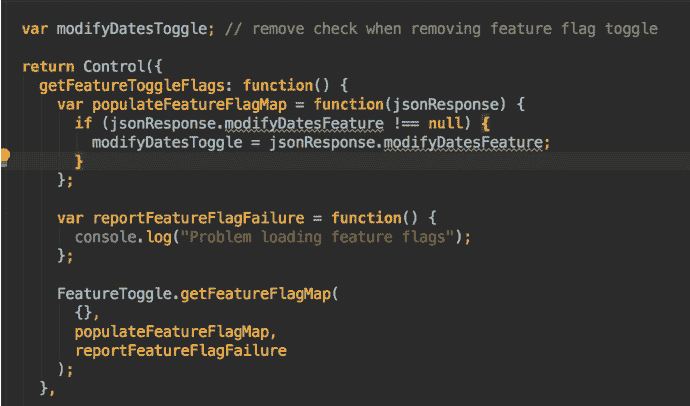 var modifyDatesToggle; // remove check when removing feature flag toggle
return Control({
getFeatureToggleFlags: function() {
var populateFeatureFlagMap = function(jsonResponse) {
if (jsonResponse.modifyDatesFeature !== null) {
modifyDatesToggle = jsonResponse.modifyDatesFeature;
}
};
var reportFeatureFlagFailure = function() {
console.log("Problem loading feature flags");
};
FeatureToggle.getFeatureFlagMap(
{},
populateFeatureFlagMap,
reportFeatureFlagFailure
);
},